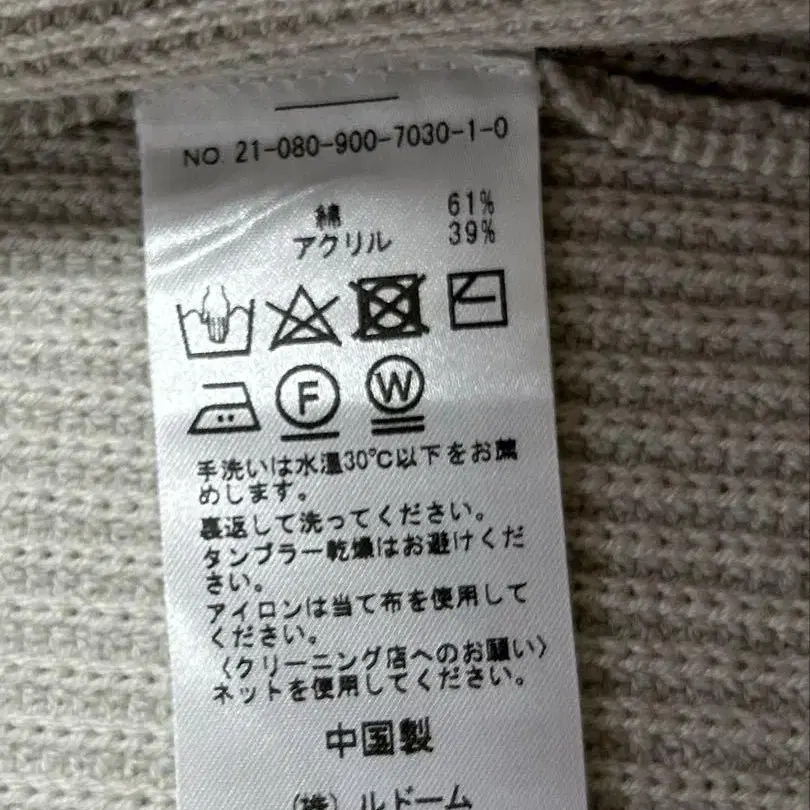 NO. 21-080-900-7030-1-0
綿 61%
アクリル 39%
F W
手洗いは水温30℃以下をお薦
めします。
裏返して洗ってください。
タンブラー乾燥はお避けくだ
さい。
アイロンは当て布を使用して
ください。
〈クリーニング店へのお願い〉
ネットを使用してください。
中国製
(株) ルドーム